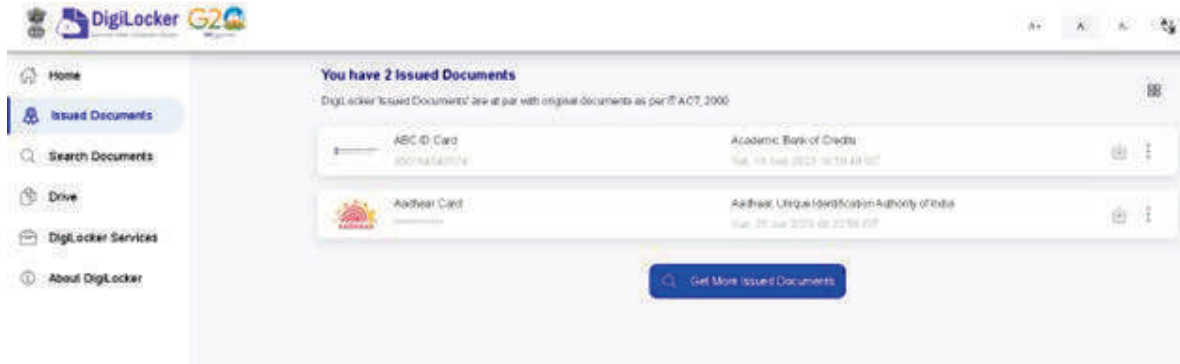 DigiLocker G20
A+ A A-
Home
Issued Documents
Search Documents
Drive
DigiLocker Services
About DigiLocker
You have 2 Issued Documents
DigiLocker 'Issued Documents' are at par with original documents as per IT ACT, 2000
ABC ID Card Academic Bank of Credits
Aadhaar Card Aadhaar, Unique Identification Authority of India
AADHAAR
Get More Issued Documents